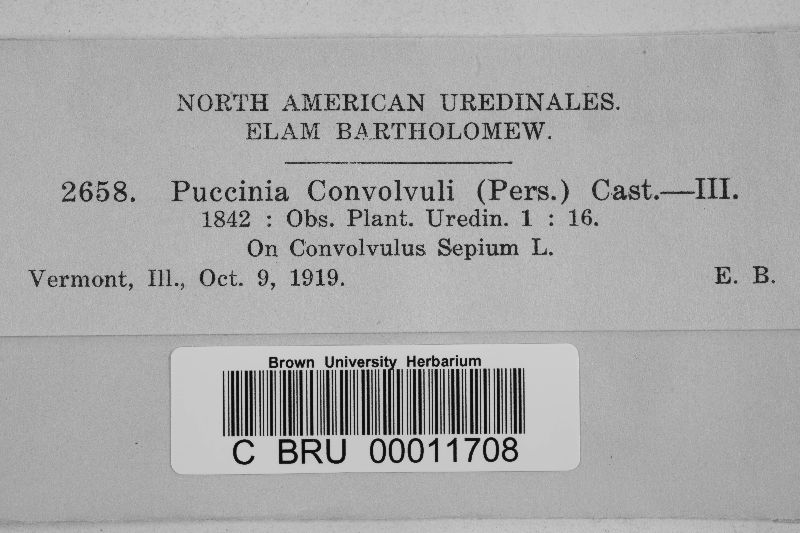 NORTH AMERICAN UREDINALES.
ELAM BARTHOLOMEW.
2658. Puccinia Convolvuli (Pers.) Cast.—III.
1842 : Obs. Plant. Uredin. 1 : 16.
On Convolvulus Sepium L.
Vermont, Ill., Oct. 9, 1919. E. B.
Brown University Herbarium
C BRU 00011708